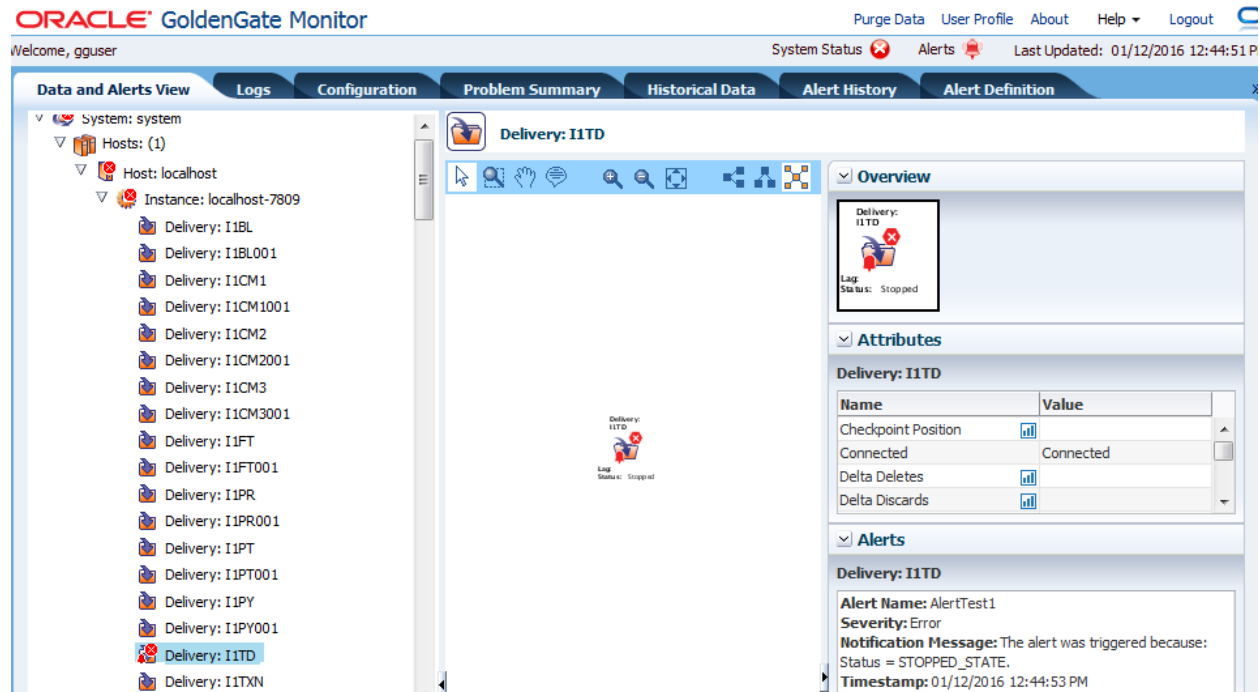 ORACLE GoldenGate Monitor
Purge Data User Profile About Help Logout
Welcome, gguser
System Status Alerts Last Updated: 01/12/2016 12:44:51 P
Data and Alerts View Logs Configuration Problem Summary Historical Data Alert History Alert Definition
System: system
Hosts: (1)
Host: localhost
Instance: localhost-7809
Delivery: I1BL
Delivery: I1BL001
Delivery: I1CM1
Delivery: I1CM1001
Delivery: I1CM2
Delivery: I1CM2001
Delivery: I1CM3
Delivery: I1CM3001
Delivery: I1FT
Delivery: I1FT001
Delivery: I1PR
Delivery: I1PR001
Delivery: I1PT
Delivery: I1PT001
Delivery: I1PY
Delivery: I1PY001
Delivery: I1TD
Delivery: I1TXN
Delivery: I1TD
Delivery:
I1TD
Lag:
Status: Stopped
Overview
Delivery:
I1TD
Lag:
Status: Stopped
Attributes
Delivery: I1TD
Name Value
Checkpoint Position
Connected Connected
Delta Deletes
Delta Discards
Alerts
Delivery: I1TD
Alert Name: AlertTest1
Severity: Error
Notification Message: The alert was triggered because:
Status = STOPPED_STATE.
Timestamp: 01/12/2016 12:44:53 PM